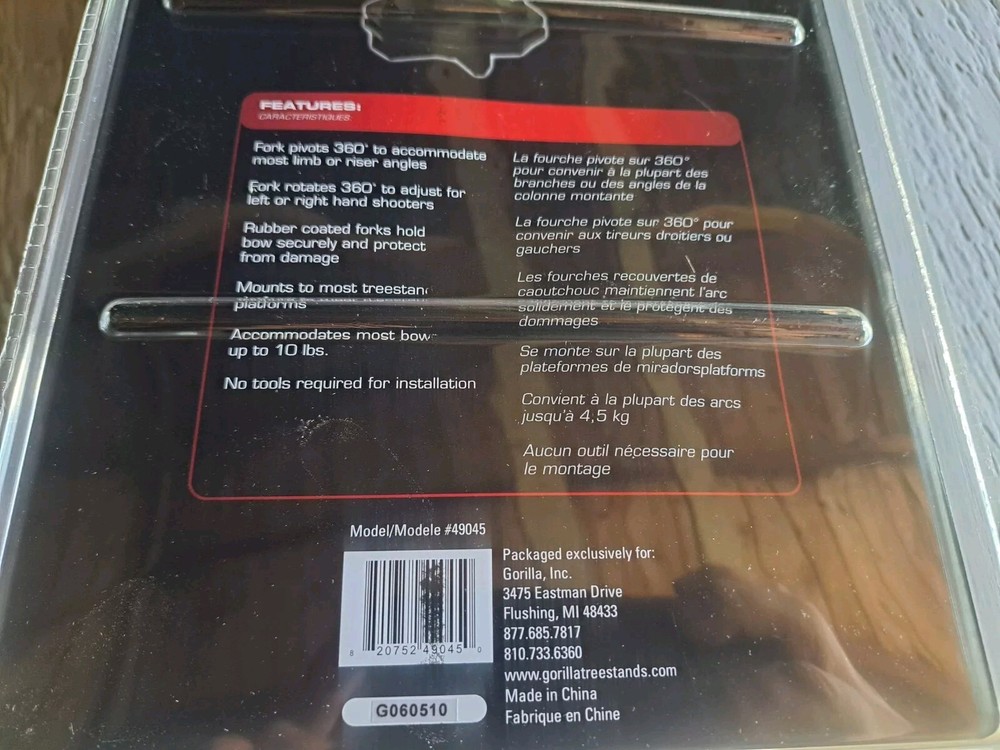 FEATURES:
CARACTERISTIQUES:
Fork pivots 360° to accommodate
most limb or riser angles
Fork rotates 360° to adjust for
left or right hand shooters
Rubber coated forks hold
bow securely and protect
from damage
Mounts to most treestand
platforms
Accommodates most bow
up to 10 lbs.
No tools required for installation
La fourche pivote sur 360°
pour convenir à la plupart des
branches ou des angles de la
colonne montante
La fourche pivote sur 360° pour
convenir aux tireurs droitiers ou
gauchers
Les fourches recouvertes de
caoutchouc maintiennent l'arc
solidement et le protègent des
dommages
Se monte sur la plupart des
plateformes de miradorsplatforms
Convient à la plupart des arcs
jusqu'à 4,5 kg
Aucun outil nécessaire pour
le montage
Model/Modele #49045
8 20752 49045 0
G060510
Packaged exclusively for:
Gorilla, Inc.
3475 Eastman Drive
Flushing, MI 48433
877.685.7817
810.733.6360
www.gorillatreestands.com
Made in China
Fabrique en Chine